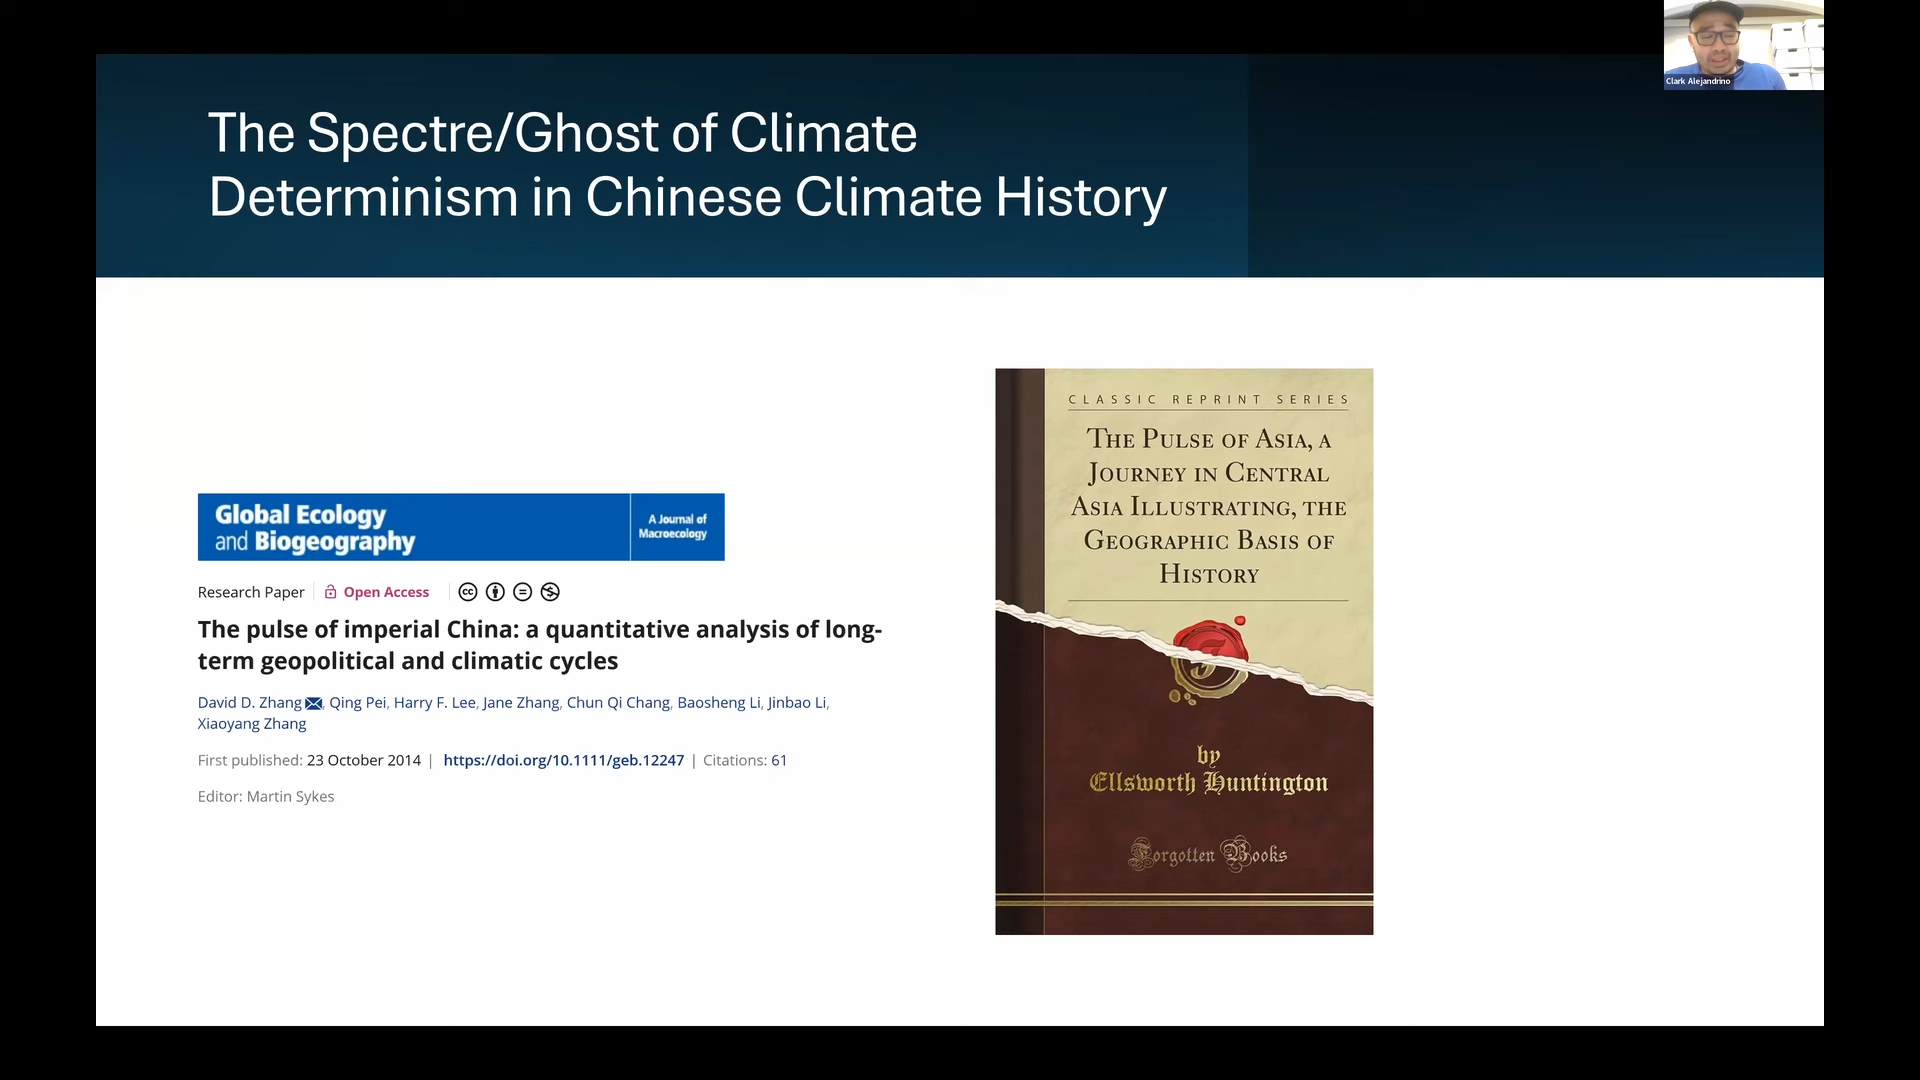 Clark Alejandrino
The Spectre/Ghost of Climate
Determinism in Chinese Climate History
Global Ecology
and Biogeography
A Journal of
Macroecology
Research Paper
Open Access
The pulse of imperial China: a quantitative analysis of long-
term geopolitical and climatic cycles
David D. Zhang, Qing Pei, Harry F. Lee, Jane Zhang, Chun Qi Chang, Baosheng Li, Jinbao Li,
Xiaoyang Zhang
First published: 23 October 2014 | https://doi.org/10.1111/geb.12247 | Citations: 61
Editor: Martin Sykes
CLASSIC REPRINT SERIES
THE PULSE OF ASIA, A
JOURNEY IN CENTRAL
ASIA ILLUSTRATING, THE
GEOGRAPHIC BASIS OF
HISTORY
by
Ellsworth Huntington
Forgotten Books